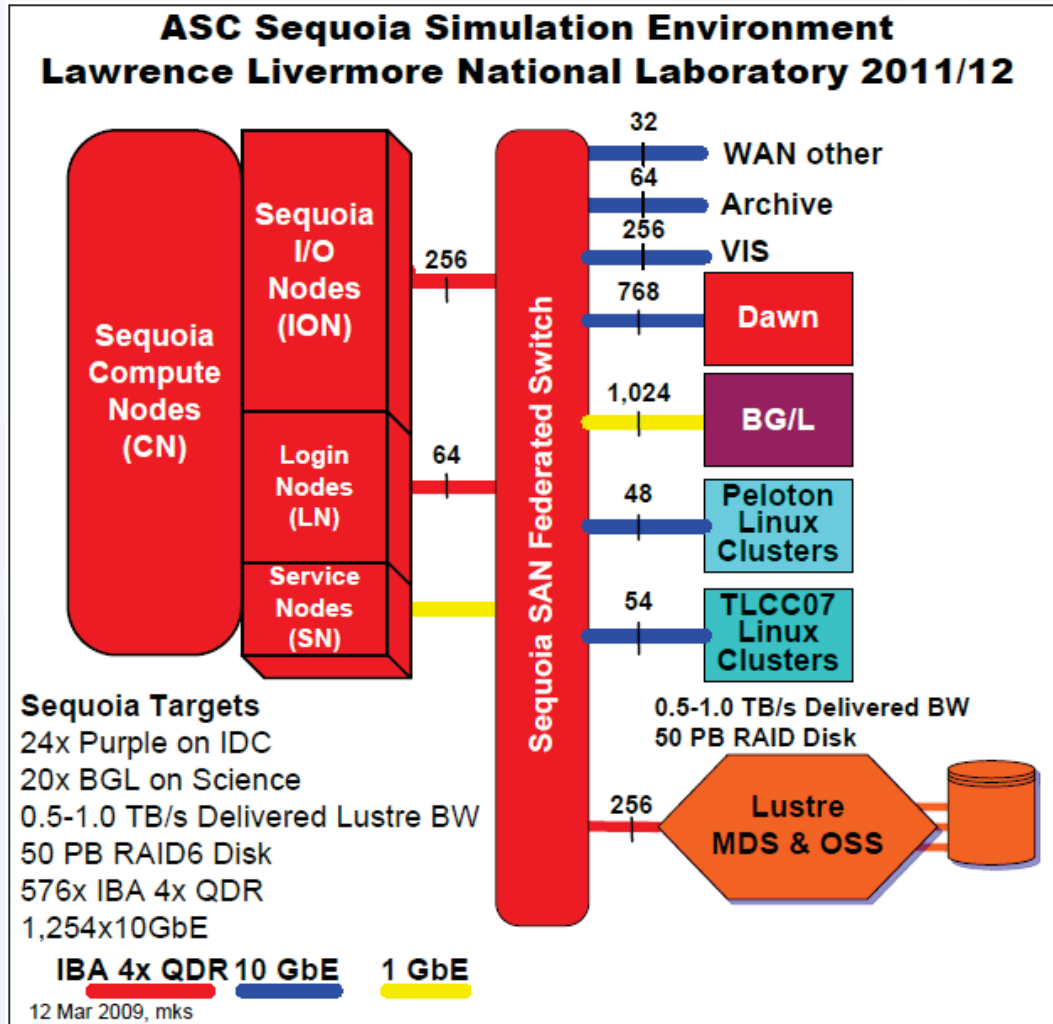 ASC Sequoia Simulation Environment
Lawrence Livermore National Laboratory 2011/12
Sequoia
Compute
Nodes
(CN)
Sequoia
I/O
Nodes
(ION)
Login
Nodes
(LN)
Service
Nodes
(SN)
256
64
Sequoia SAN Federated Switch
32
WAN other
64
Archive
256
VIS
768
Dawn
1,024
BG/L
48
Peloton
Linux
Clusters
54
TLCC07
Linux
Clusters
0.5-1.0 TB/s Delivered BW
50 PB RAID Disk
256
Lustre
MDS & OSS
Sequoia Targets
24x Purple on IDC
20x BGL on Science
0.5-1.0 TB/s Delivered Lustre BW
50 PB RAID6 Disk
576x IBA 4x QDR
1,254x10GbE
IBA 4x QDR 10 GbE 1 GbE
12 Mar 2009, mks